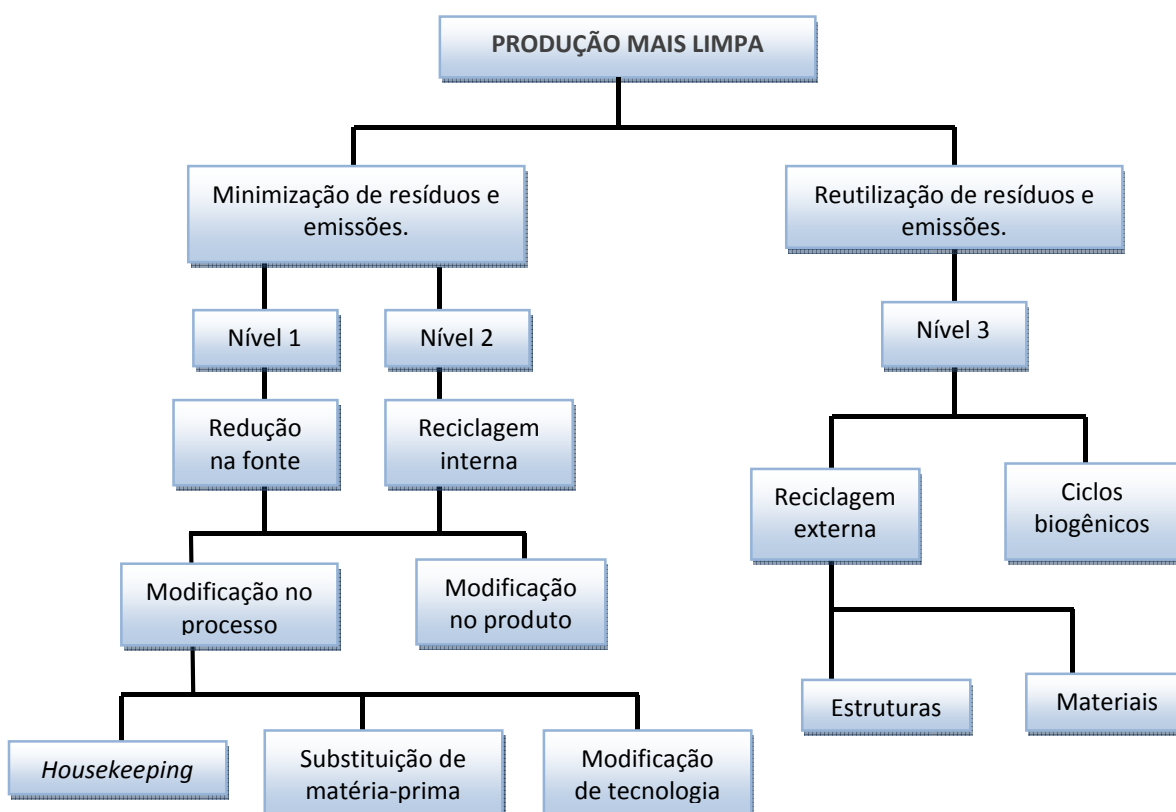 PRODUÇÃO MAIS LIMPA
Minimização de resíduos e
emissões.
Reutilização de resíduos e
emissões.
Nível 1
Nível 2
Nível 3
Redução
na fonte
Reciclagem
interna
Reciclagem
externa
Ciclos
biogênicos
Modificação no
processo
Modificação
no produto
Estruturas
Materiais
Housekeeping
Substituição de
matéria-prima
Modificação
de tecnologia